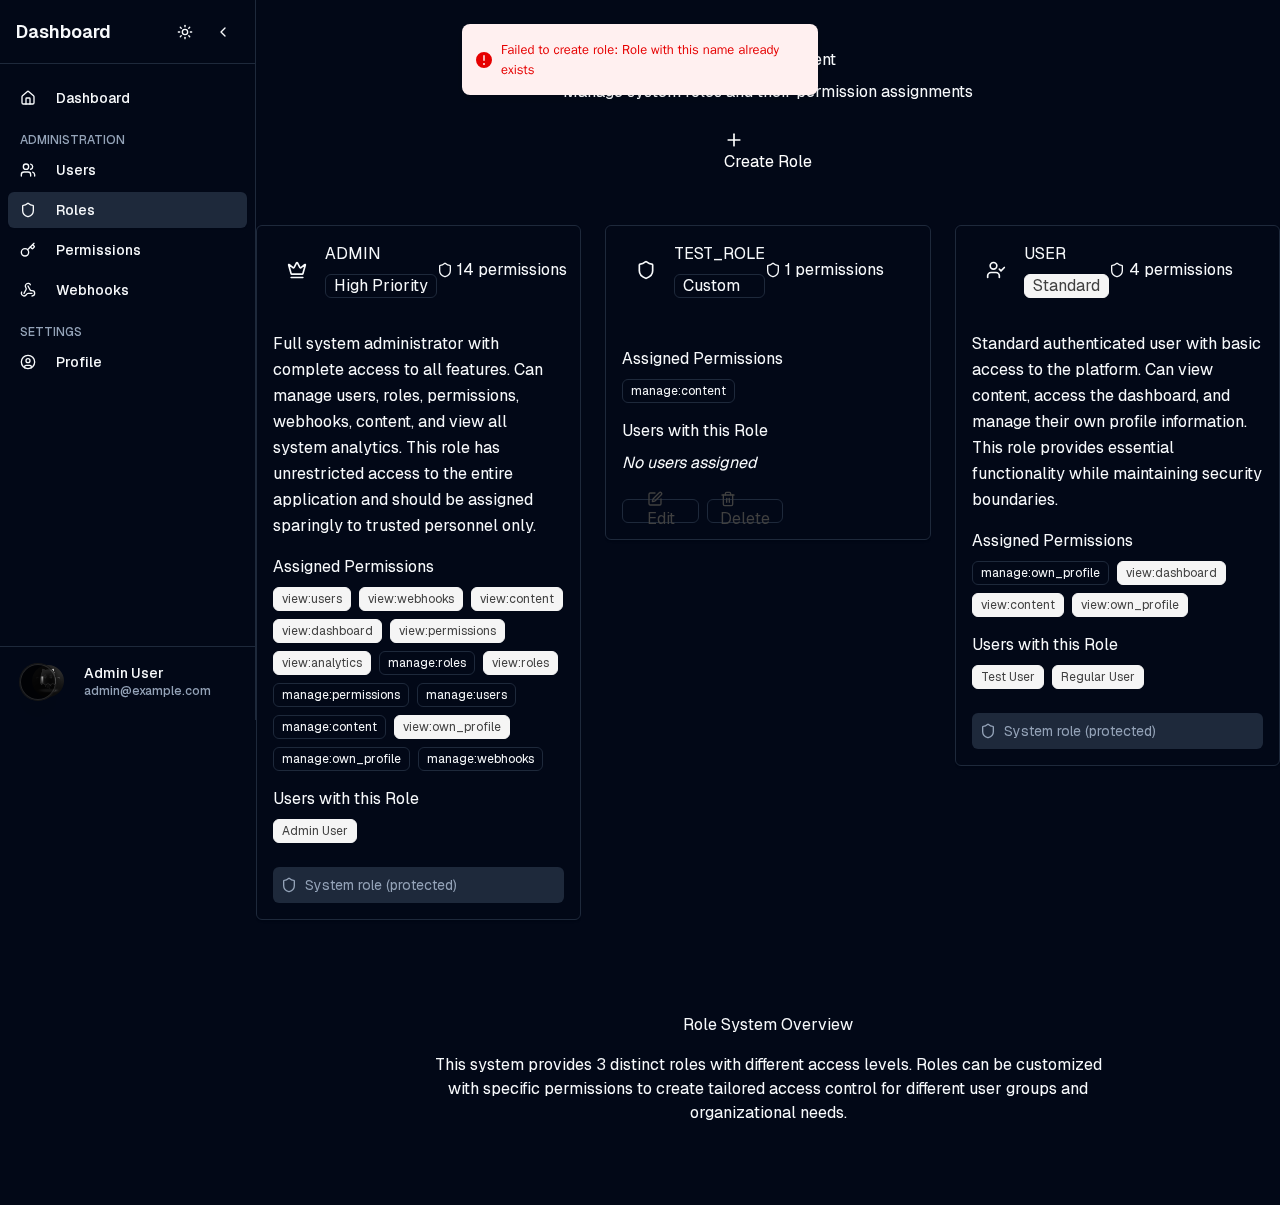 Dashboard
Dashboard
ADMINISTRATION
Users
Roles
Permissions
Webhooks
SETTINGS
Profile
Admin User
admin@example.com
Failed to create role: Role with this name already
exists
Manage system roles and their permission assignments
Create Role
ADMIN
High Priority
14 permissions
Full system administrator with
complete access to all features. Can
manage users, roles, permissions,
webhooks, content, and view all
system analytics. This role has
unrestricted access to the entire
application and should be assigned
sparingly to trusted personnel only.
Assigned Permissions
view:users view:webhooks view:content
view:dashboard view:permissions
view:analytics manage:roles view:roles
manage:permissions manage:users
manage:content view:own_profile
manage:own_profile manage:webhooks
Users with this Role
Admin User
System role (protected)
TEST_ROLE
Custom
1 permissions
Assigned Permissions
manage:content
Users with this Role
No users assigned
Edit Delete
USER
Standard
4 permissions
Standard authenticated user with basic
access to the platform. Can view
content, access the dashboard, and
manage their own profile information.
This role provides essential
functionality while maintaining security
boundaries.
Assigned Permissions
manage:own_profile view:dashboard
view:content view:own_profile
Users with this Role
Test User Regular User
System role (protected)
Role System Overview
This system provides 3 distinct roles with different access levels. Roles can be customized
with specific permissions to create tailored access control for different user groups and
organizational needs.